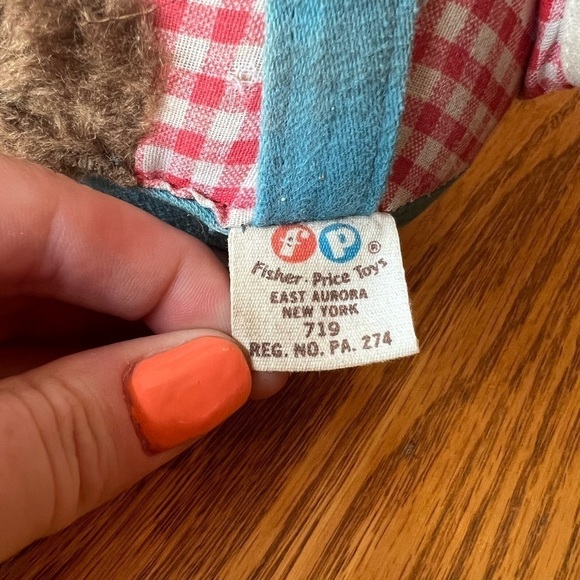 fp ®
Fisher-Price Toys
EAST AURORA
NEW YORK
719
REG. NO. PA. 274